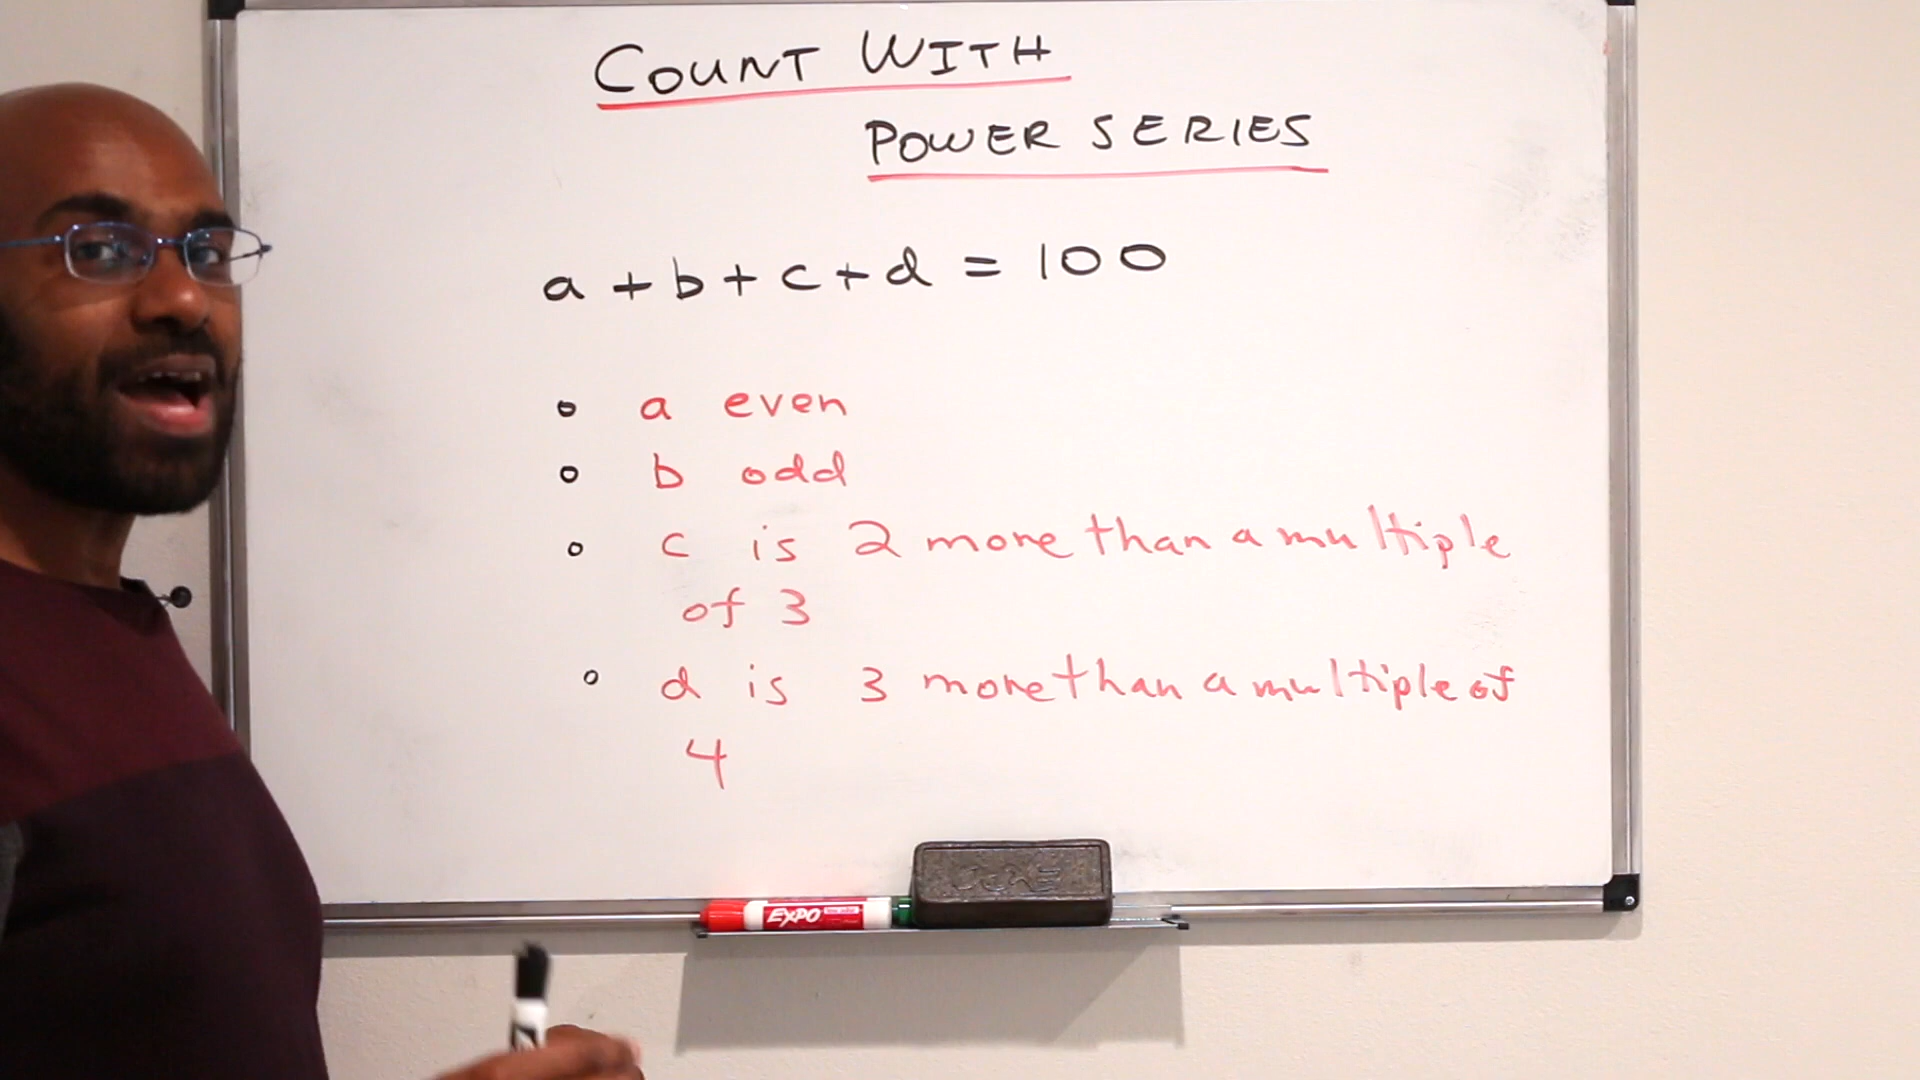 COUNT WITH
POWER SERIES
a + b + c + d = 100
a even
b odd
c is 2 more than a multiple
of 3
d is 3 more than a multiple of
4
EXPO